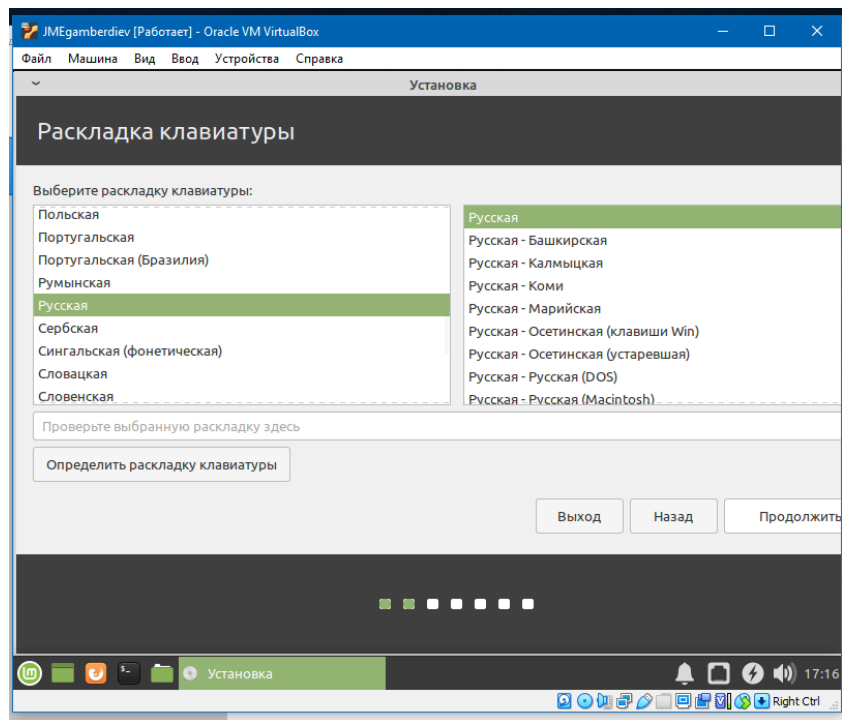 JMEgamberdiev [Работает] - Oracle VM VirtualBox
Файл Машина Вид Ввод Устройства Справка
Установка
Раскладка клавиатуры
Выберите раскладку клавиатуры:
Польская
Португальская
Португальская (Бразилия)
Румынская
Русская
Сербская
Сингальская (фонетическая)
Словацкая
Словенская
Русская
Русская - Башкирская
Русская - Калмыцкая
Русская - Коми
Русская - Марийская
Русская - Осетинская (клавиши Win)
Русская - Осетинская (устаревшая)
Русская - Русская (DOS)
Русская - Русская (Macintosh)
Проверьте выбранную раскладку здесь
Определить раскладку клавиатуры
Выход Назад Продолжить
Установка 17:16
Right Ctrl